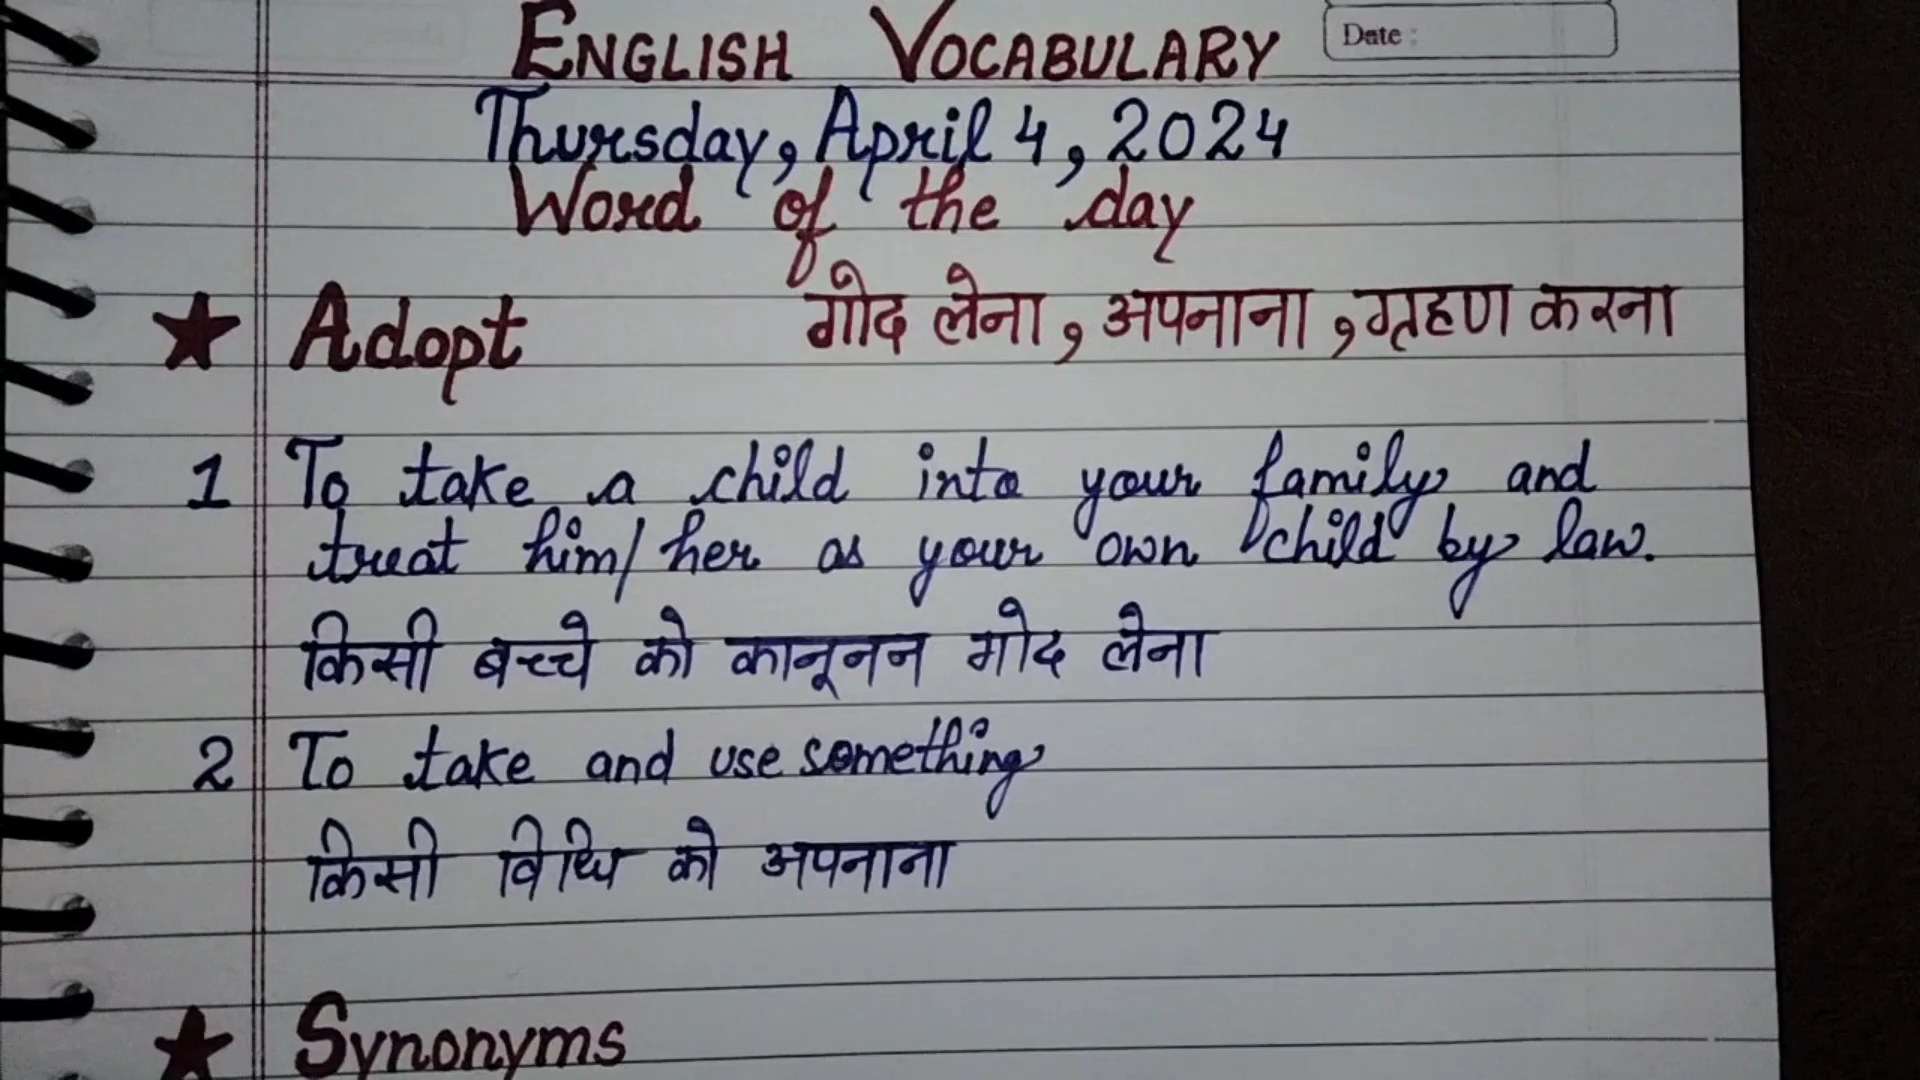 ENGLISH VOCABULARY
Date :
Thursday, April 4, 2024
Word of the day
★ Adopt गोद लेना, अपनाना, ग्रहण करना
1 To take a child into your family and
treat him/her as your own child by law.
किसी बच्चे को कानूनन गोद लेना
2 To take and use something
किसी विधि को अपनाना
★ Synonyms